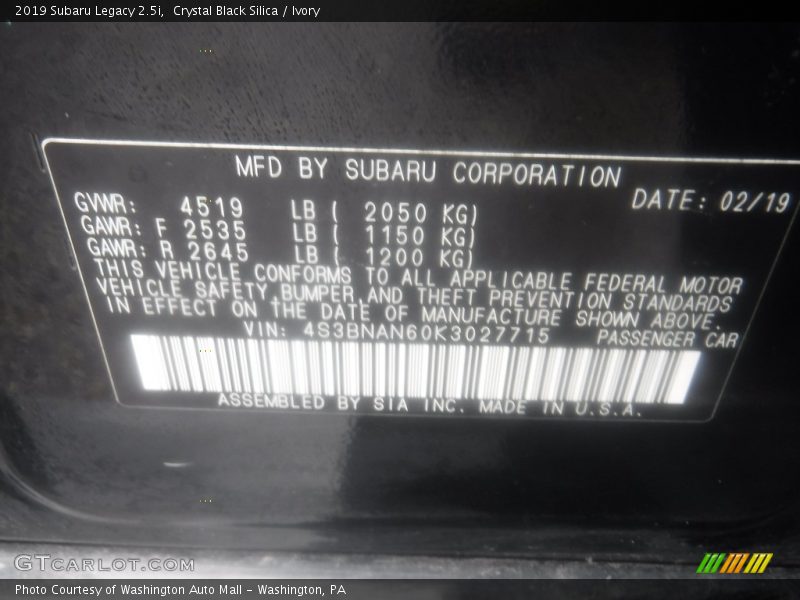 2019 Subaru Legacy 2.5i, Crystal Black Silica / Ivory
MFD BY SUBARU CORPORATION
DATE: 02/19
GVWR: 4519 LB ( 2050 KG)
GAWR: F 2535 LB ( 1150 KG)
GAWR: R 2645 LB ( 1200 KG)
THIS VEHICLE CONFORMS TO ALL APPLICABLE FEDERAL MOTOR
VEHICLE SAFETY,BUMPER,AND THEFT PREVENTION STANDARDS
IN EFFECT ON THE DATE OF MANUFACTURE SHOWN ABOVE.
VIN: 4S3BNAN60K3027715 PASSENGER CAR
ASSEMBLED BY SIA INC. MADE IN U.S.A.
GTCARLOT.COM
Photo Courtesy of Washington Auto Mall - Washington, PA